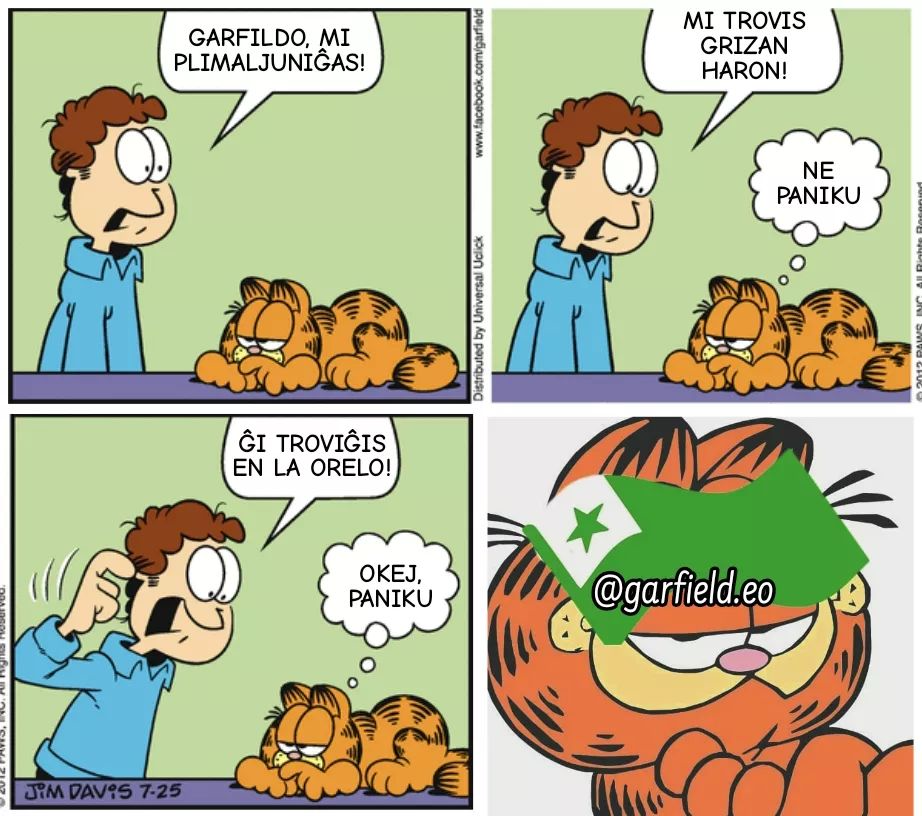 GARFILDO, MI
PLIMALJUNIĜAS!
www.facebook.com/garfield
Distributed by Universal Uclick
MI TROVIS
GRIZAN
HARON!
NE
PANIKU
© 2012 PAWS, INC. All Rights Reserved.
ĜI TROVIĜIS
EN LA ORELO!
OKEJ,
PANIKU
© 2012 PAWS, INC. All Rights Reserved.
JIM DAVIS 7-25
@garfield.eo